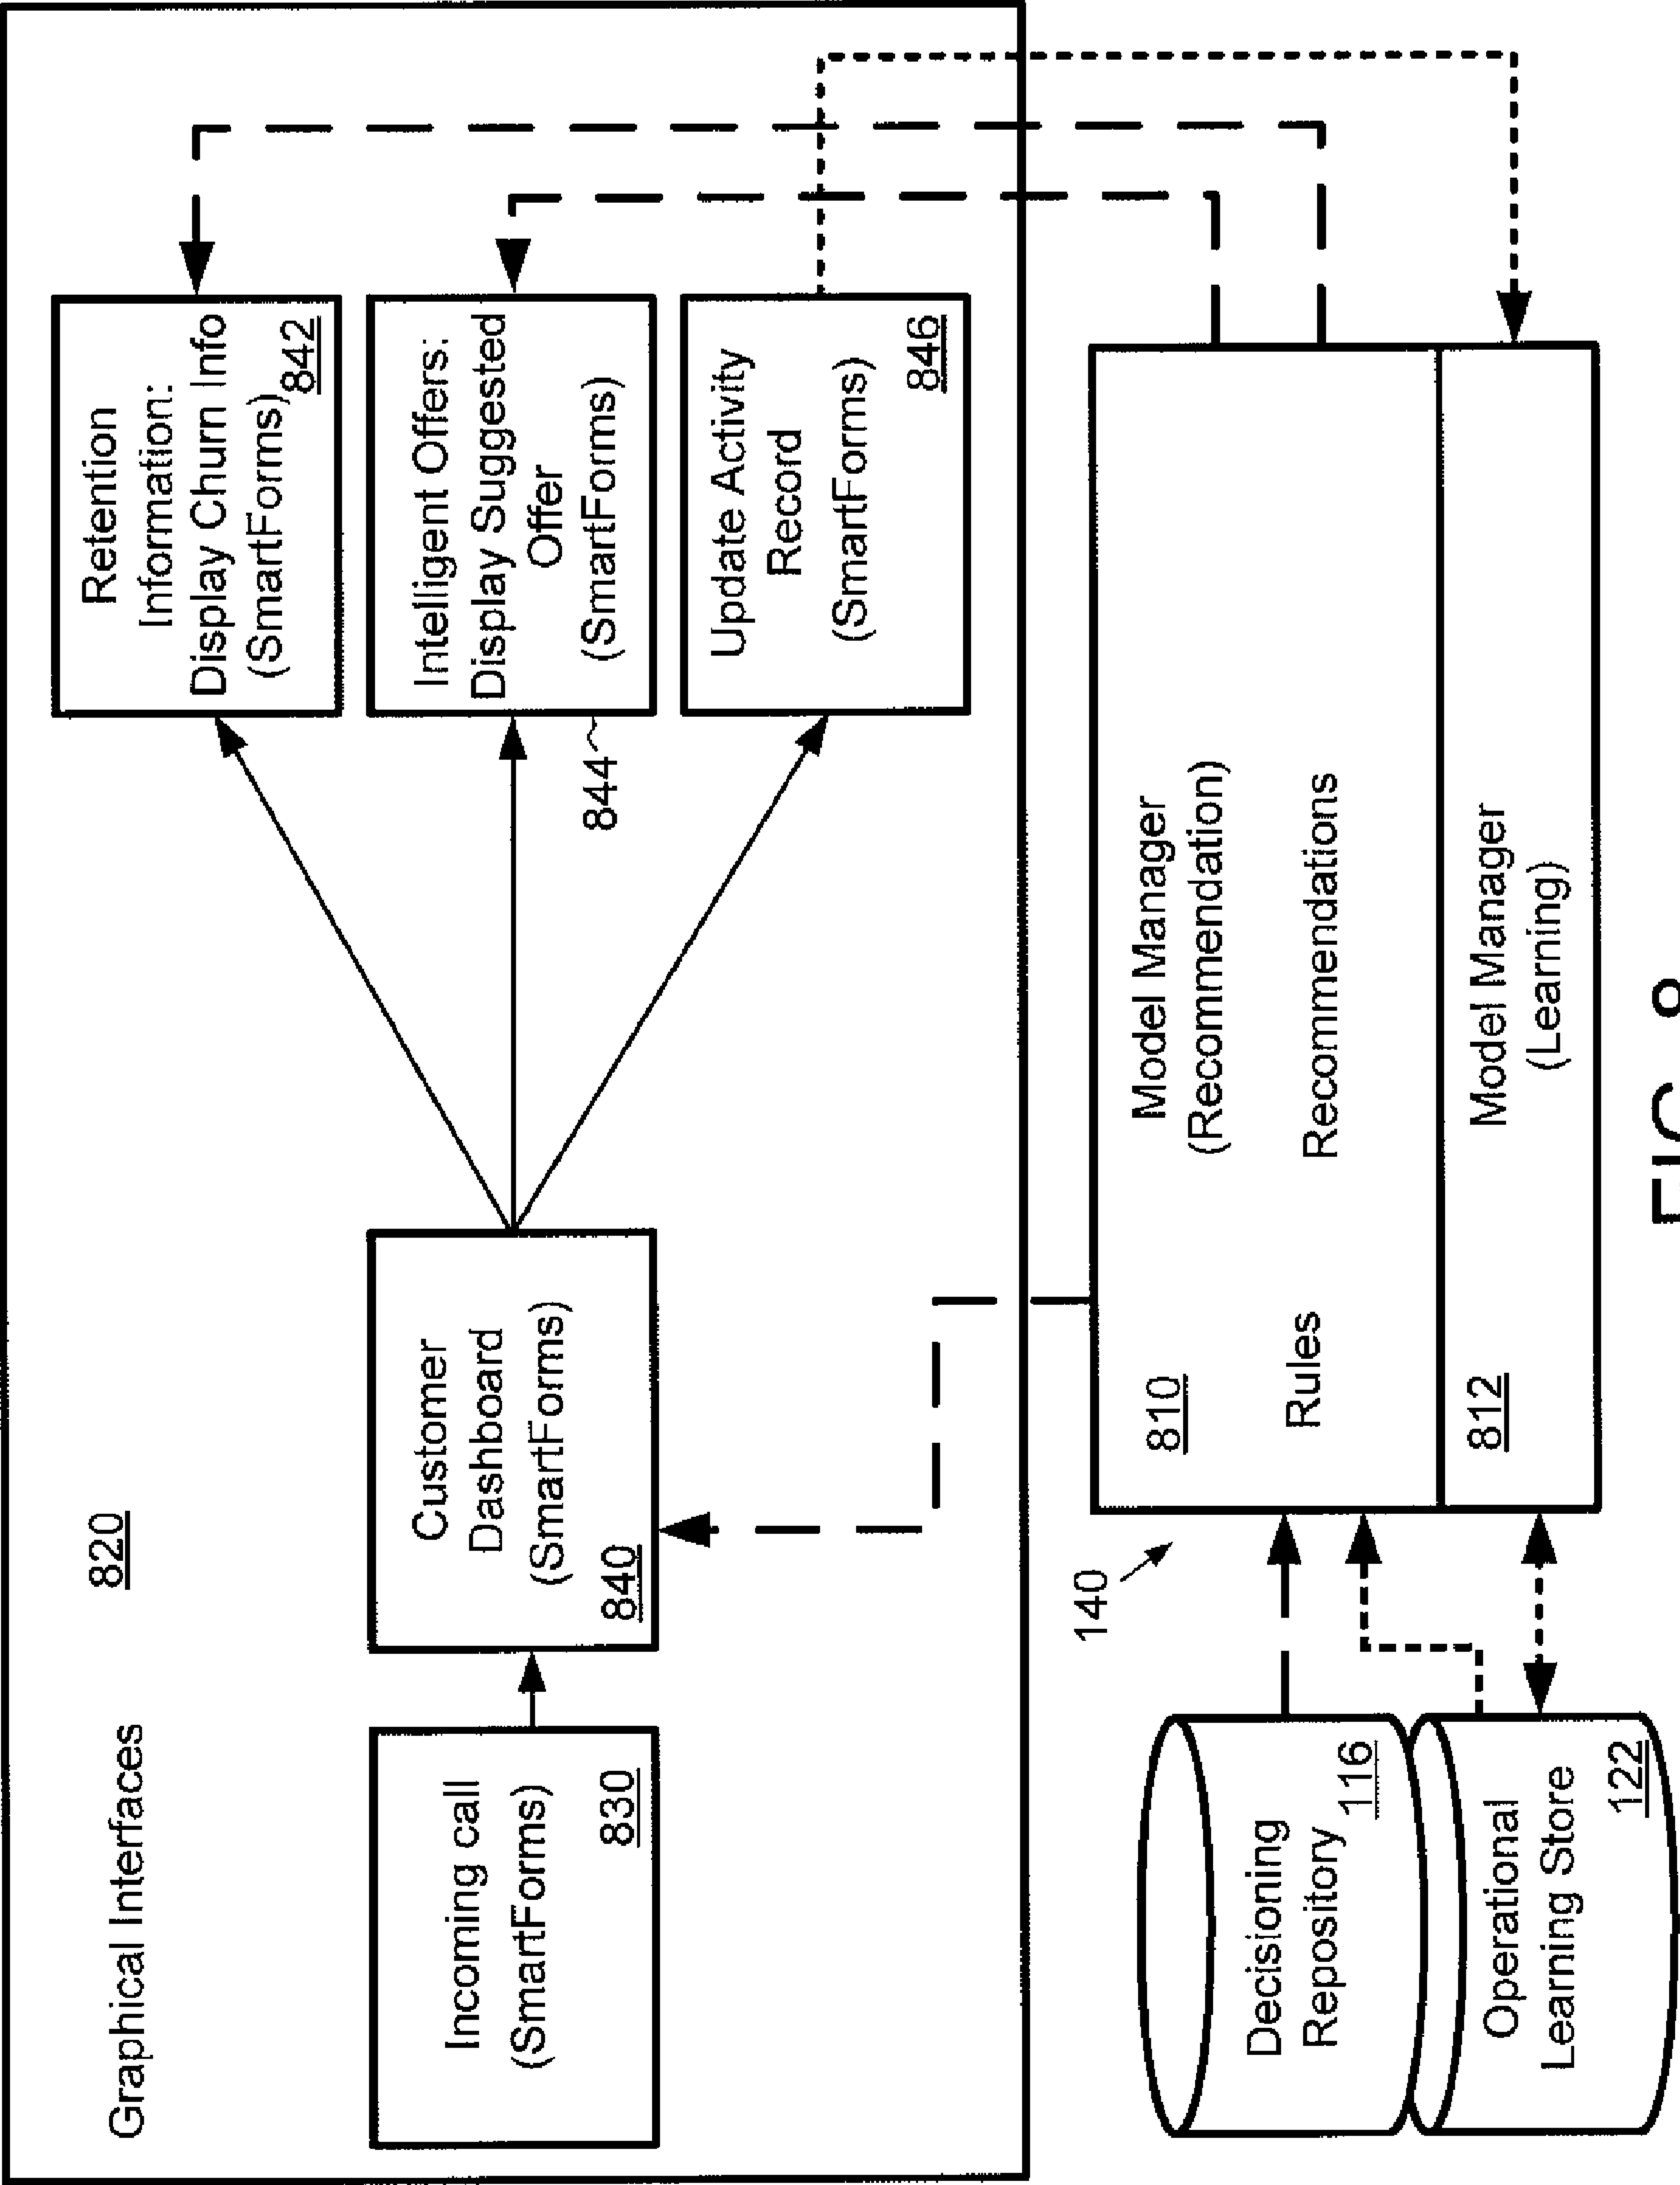 Graphical Interfaces
820
Incoming call
(SmartForms)
830
Customer
Dashboard
(SmartForms)
840
Retention
Information:
Display Churn Info
(SmartForms)
842
Intelligent Offers:
Display Suggested
Offer
(SmartForms)
844
Update Activity
Record
(SmartForms)
846
140
Decisioning
Repository
116
Operational
Learning Store
122
810
Model Manager
(Recommendation)
Rules
Recommendations
812
Model Manager
(Learning)
FIG. 8